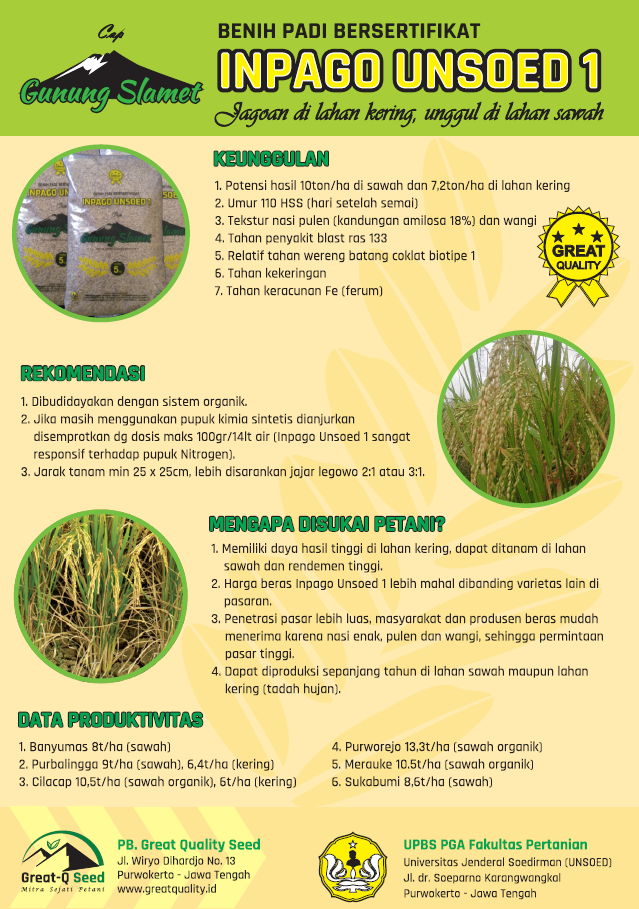 Cap
Gunung Slamet
BENIH PADI BERSERTIFIKAT
INPAGO UNSOED 1
Jagoan di lahan kering, unggul di lahan sawah
KEUNGGULAN
1. Potensi hasil 10ton/ha di sawah dan 7,2ton/ha di lahan kering
2. Umur 110 HSS (hari setelah semai)
3. Tekstur nasi pulen (kandungan amilosa 18%) dan wangi
4. Tahan penyakit blast ras 133
5. Relatif tahan wereng batang coklat biotipe 1
6. Tahan kekeringan
7. Tahan keracunan Fe (ferum)
GREAT
QUALITY
INPAGO UNSOED 1
Gunung Slamet
5
REKOMENDASI
1. Dibudidayakan dengan sistem organik.
2. Jika masih menggunakan pupuk kimia sintetis dianjurkan
disemprotkan dg dosis maks 100gr/14lt air (Inpago Unsoed 1 sangat
responsif terhadap pupuk Nitrogen).
3. Jarak tanam min 25 x 25cm, lebih disarankan jajar legowo 2:1 atau 3:1.
MENGAPA DISUKAI PETANI?
1. Memiliki daya hasil tinggi di lahan kering, dapat ditanam di lahan
sawah dan rendemen tinggi.
2. Harga beras Inpago Unsoed 1 lebih mahal dibanding varietas lain di
pasaran.
3. Penetrasi pasar lebih luas, masyarakat dan produsen beras mudah
menerima karena nasi enak, pulen dan wangi, sehingga permintaan
pasar tinggi.
4. Dapat diproduksi sepanjang tahun di lahan sawah maupun lahan
kering (tadah hujan).
DATA PRODUKTIVITAS
1. Banyumas 8t/ha (sawah)
2. Purbalingga 9t/ha (sawah), 6,4t/ha (kering)
3. Cilacap 10,5t/ha (sawah organik), 6t/ha (kering)
4. Purworejo 13,3t/ha (sawah organik)
5. Merauke 10.5t/ha (sawah organik)
6. Sukabumi 8,6t/ha (sawah)
Great-Q Seed
Mitra Sejati Petani
PB. Great Quality Seed
Jl. Wiryo Dihardjo No. 13
Purwokerto - Jawa Tengah
www.greatquality.id
UPBS PGA Fakultas Pertanian
Universitas Jenderal Soedirman (UNSOED)
Jl. dr. Soeparno Karangwangkal
Purwokerto - Jawa Tengah